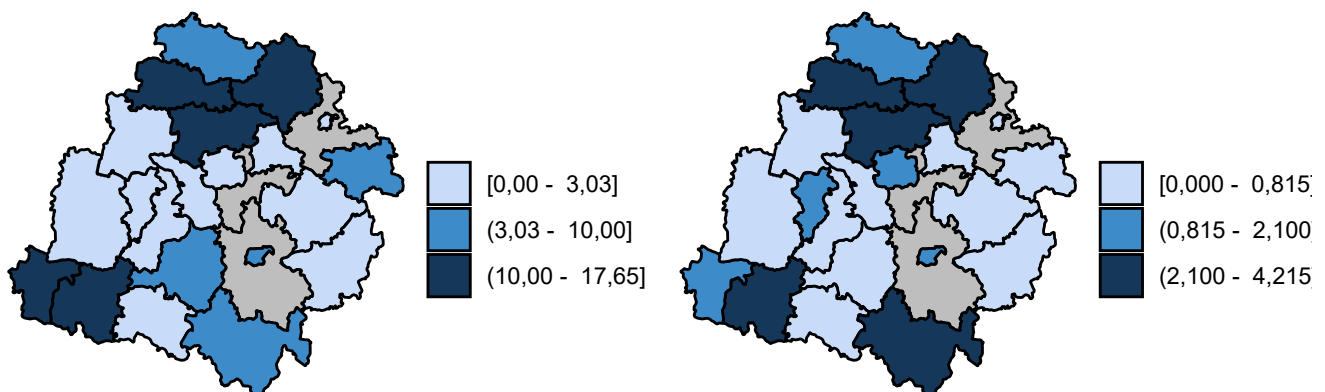 [0,00 - 3,03]
(3,03 - 10,00]
(10,00 - 17,65]
[0,000 - 0,815]
(0,815 - 2,100]
(2,100 - 4,215]